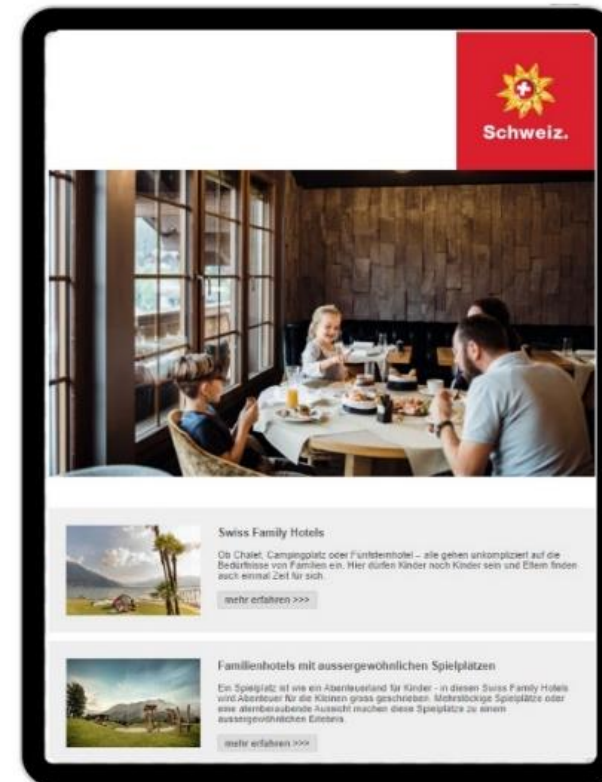 Schweiz.
Swiss Family Hotels
Ob Chalet, Campingplatz oder Fünfsternhotel – alle gehen unkompliziert auf die
Bedürfnisse von Familien ein. Hier dürfen Kinder noch Kinder sein und Eltern finden
auch einmal Zeit für sich.
mehr erfahren >>>
Familienhotels mit aussergewöhnlichen Spielplätzen
Ein Spielplatz ist wie ein Abenteuerland für Kinder - in diesen Swiss Family Hotels
wird Abenteuer für die Kleinen gross geschrieben. Mehrstöckige Spielplätze oder
eine atemberaubende Aussicht machen diese Spielplätze zu einem
aussergewöhnlichen Erlebnis.
mehr erfahren >>>